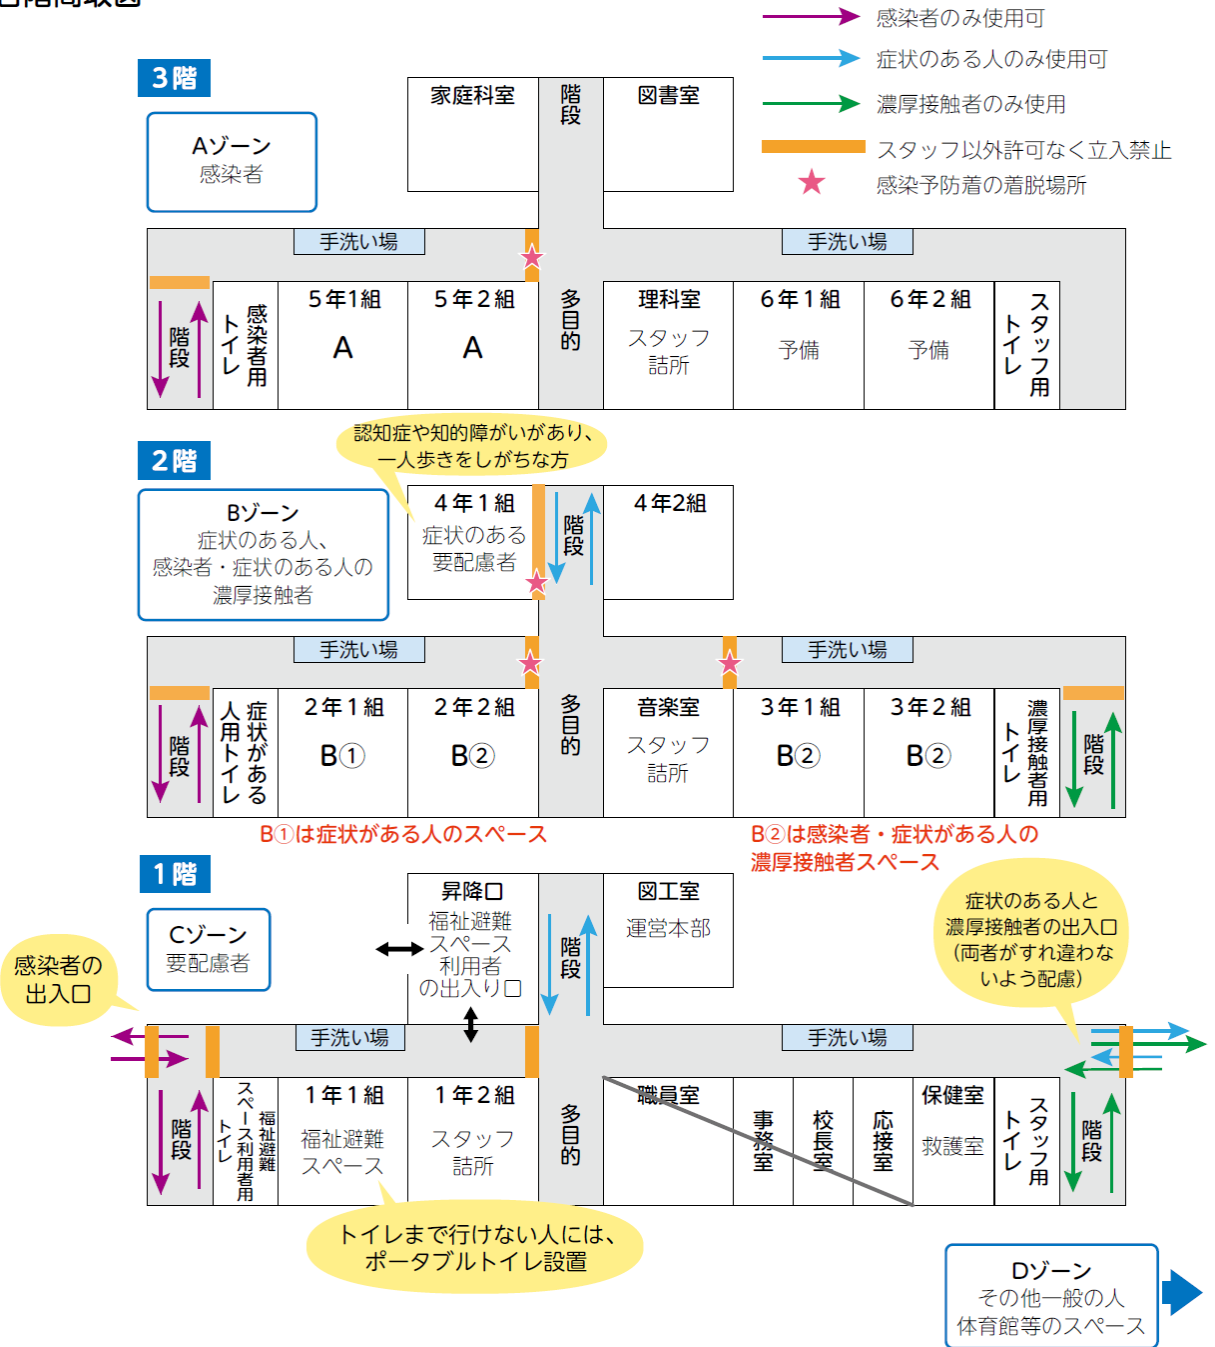 各階間取図
感染者のみ使用可
症状のある人のみ使用可
濃厚接触者のみ使用
スタッフ以外許可なく立入禁止
感染予防着の着脱場所
3階
Aゾーン
感染者
家庭科室
階段
図書室
手洗い場
手洗い場
階段
感染者用
トイレ
5年1組
A
5年2組
A
多目的
理科室
スタッフ
詰所
6年1組
予備
6年2組
予備
スタッフ用
トイレ
認知症や知的障がいがあり、
一人歩きをしがちな方
2階
Bゾーン
症状のある人、
感染者・症状のある人の
濃厚接触者
4年1組
症状のある
要配慮者
階段
4年2組
手洗い場
手洗い場
階段
症状がある
人用トイレ
2年1組
B①
2年2組
B②
多目的
音楽室
スタッフ
詰所
3年1組
B②
3年2組
B②
濃厚接触者用
トイレ
階段
B①は症状がある人のスペース
B②は感染者・症状がある人の
濃厚接触者スペース
1階
Cゾーン
要配慮者
感染者の
出入口
昇降口
福祉避難
スペース
利用者
の出入り口
階段
図工室
運営本部
症状のある人と
濃厚接触者の出入口
(両者がすれ違わな
いよう配慮)
手洗い場
手洗い場
階段
福祉避難
スペース利用者用
トイレ
1年1組
福祉避難
スペース
1年2組
スタッフ
詰所
多目的
職員室
事務室
校長室
応接室
保健室
救護室
スタッフ用
トイレ
階段
トイレまで行けない人には、
ポータブルトイレ設置
Dゾーン
その他一般の人
体育館等のスペース